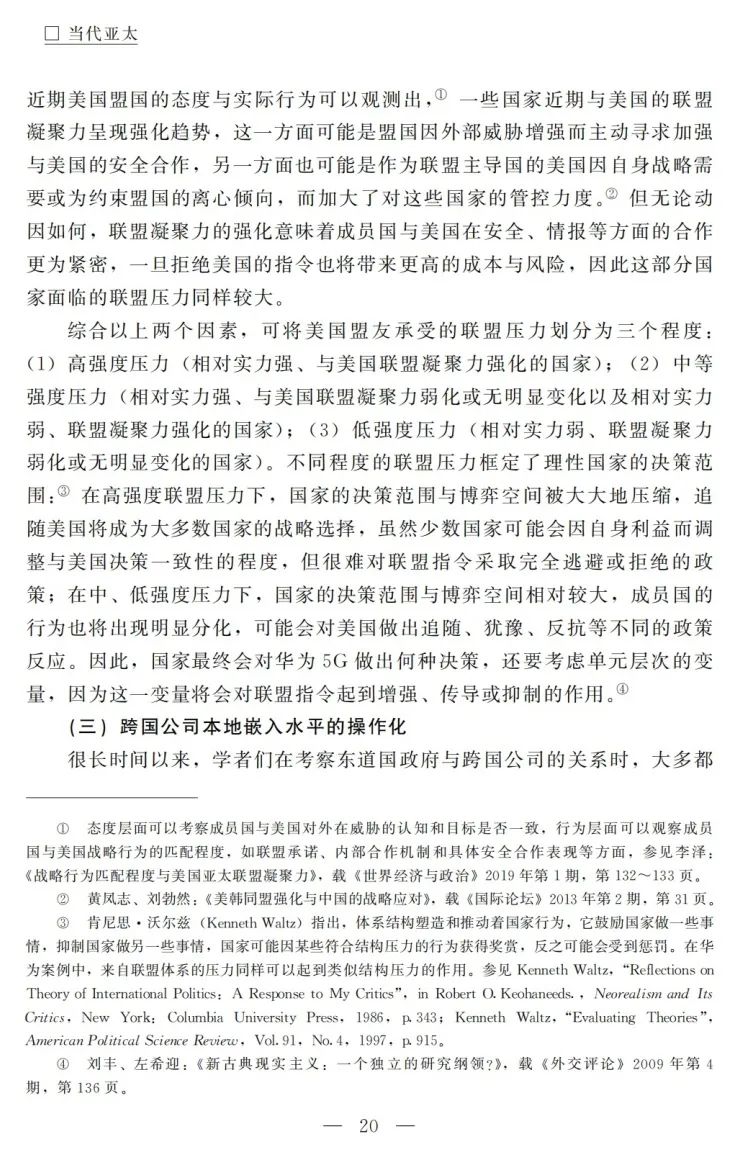 □ 当代亚太
近期美国盟国的态度与实际行为可以观测出，① 一些国家近期与美国的联盟
凝聚力呈现强化趋势，这一方面可能是盟国因外部威胁增强而主动寻求加强
与美国的安全合作，另一方面也可能是作为联盟主导国的美国因自身战略需
要或为约束盟国的离心倾向，而加大了对这些国家的管控力度。② 但无论动
因如何，联盟凝聚力的强化意味着成员国与美国在安全、情报等方面的合作
更为紧密，一旦拒绝美国的指令也将带来更高的成本与风险，因此这部分国
家面临的联盟压力同样较大。
综合以上两个因素，可将美国盟友承受的联盟压力划分为三个程度：
（1）高强度压力（相对实力强、与美国联盟凝聚力强化的国家）；（2）中等
强度压力（相对实力强、与美国联盟凝聚力弱化或无明显变化以及相对实力
弱、联盟凝聚力强化的国家）；（3）低强度压力（相对实力弱、联盟凝聚力
弱化或无明显变化的国家）。不同程度的联盟压力框定了理性国家的决策范
围：③ 在高强度联盟压力下，国家的决策范围与博弈空间被大大地压缩，追
随美国将成为大多数国家的战略选择，虽然少数国家可能会因自身利益而调
整与美国决策一致性的程度，但很难对联盟指令采取完全逃避或拒绝的政
策；在中、低强度压力下，国家的决策范围与博弈空间相对较大，成员国的
行为也将出现明显分化，可能会对美国做出追随、犹豫、反抗等不同的政策
反应。因此，国家最终会对华为 5G 做出何种决策，还要考虑单元层次的变
量，因为这一变量将会对联盟指令起到增强、传导或抑制的作用。④
（三）跨国公司本地嵌入水平的操作化
很长时间以来，学者们在考察东道国政府与跨国公司的关系时，大多都
① 态度层面可以考察成员国与美国对外在威胁的认知和目标是否一致，行为层面可以观察成员
国与美国战略行为的匹配程度，如联盟承诺、内部合作机制和具体安全合作表现等方面，参见李泽：
《战略行为匹配程度与美国亚太联盟凝聚力》，载《世界经济与政治》2019 年第 1 期，第 132～133 页。
② 黄凤志、刘勃然：《美韩同盟强化与中国的战略应对》，载《国际论坛》2013 年第 2 期，第 31 页。
③ 肯尼思·沃尔兹（Kenneth Waltz）指出，体系结构塑造和推动着国家行为，它鼓励国家做一些事
情，抑制国家做另一些事情，国家可能因某些符合结构压力的行为获得奖赏，反之可能会受到惩罚。在华
为案例中，来自联盟体系的压力同样可以起到类似结构压力的作用。参见 Kenneth Waltz，“Reflections on
Theory of International Politics：A Response to My Critics”，in Robert O. Keohaneeds.，Neorealism and Its
Critics，New York：Columbia University Press，1986，p. 343；Kenneth Waltz，“Evaluating Theories”，
American Political Science Review，Vol. 91，No. 4，1997，p. 915。
④ 刘丰、左希迎：《新古典现实主义：一个独立的研究纲领?》，载《外交评论》2009 年第 4
期，第 136 页。
— 20 —